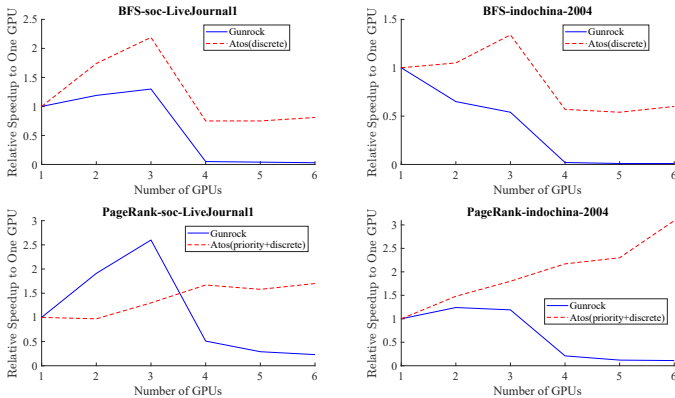 BFS-soc-LiveJournal1
Relative Speedup to One GPU
2.5
2
1.5
1
0.5
0
Gunrock
Atos(discrete)
1 2 3 4 5 6
Number of GPUs
BFS-indochina-2004
Relative Speedup to One GPU
1.5
1
0.5
0
Gunrock
Atos(discrete)
1 2 3 4 5 6
Number of GPUs
PageRank-soc-LiveJournal1
Relative Speedup to One GPU
3
2.5
2
1.5
1
0.5
0
Gunrock
Atos(priority+discrete)
1 2 3 4 5 6
Number of GPUs
PageRank-indochina-2004
Relative Speedup to One GPU
3
2.5
2
1.5
1
0.5
0
Gunrock
Atos(priority+discrete)
1 2 3 4 5 6
Number of GPUs